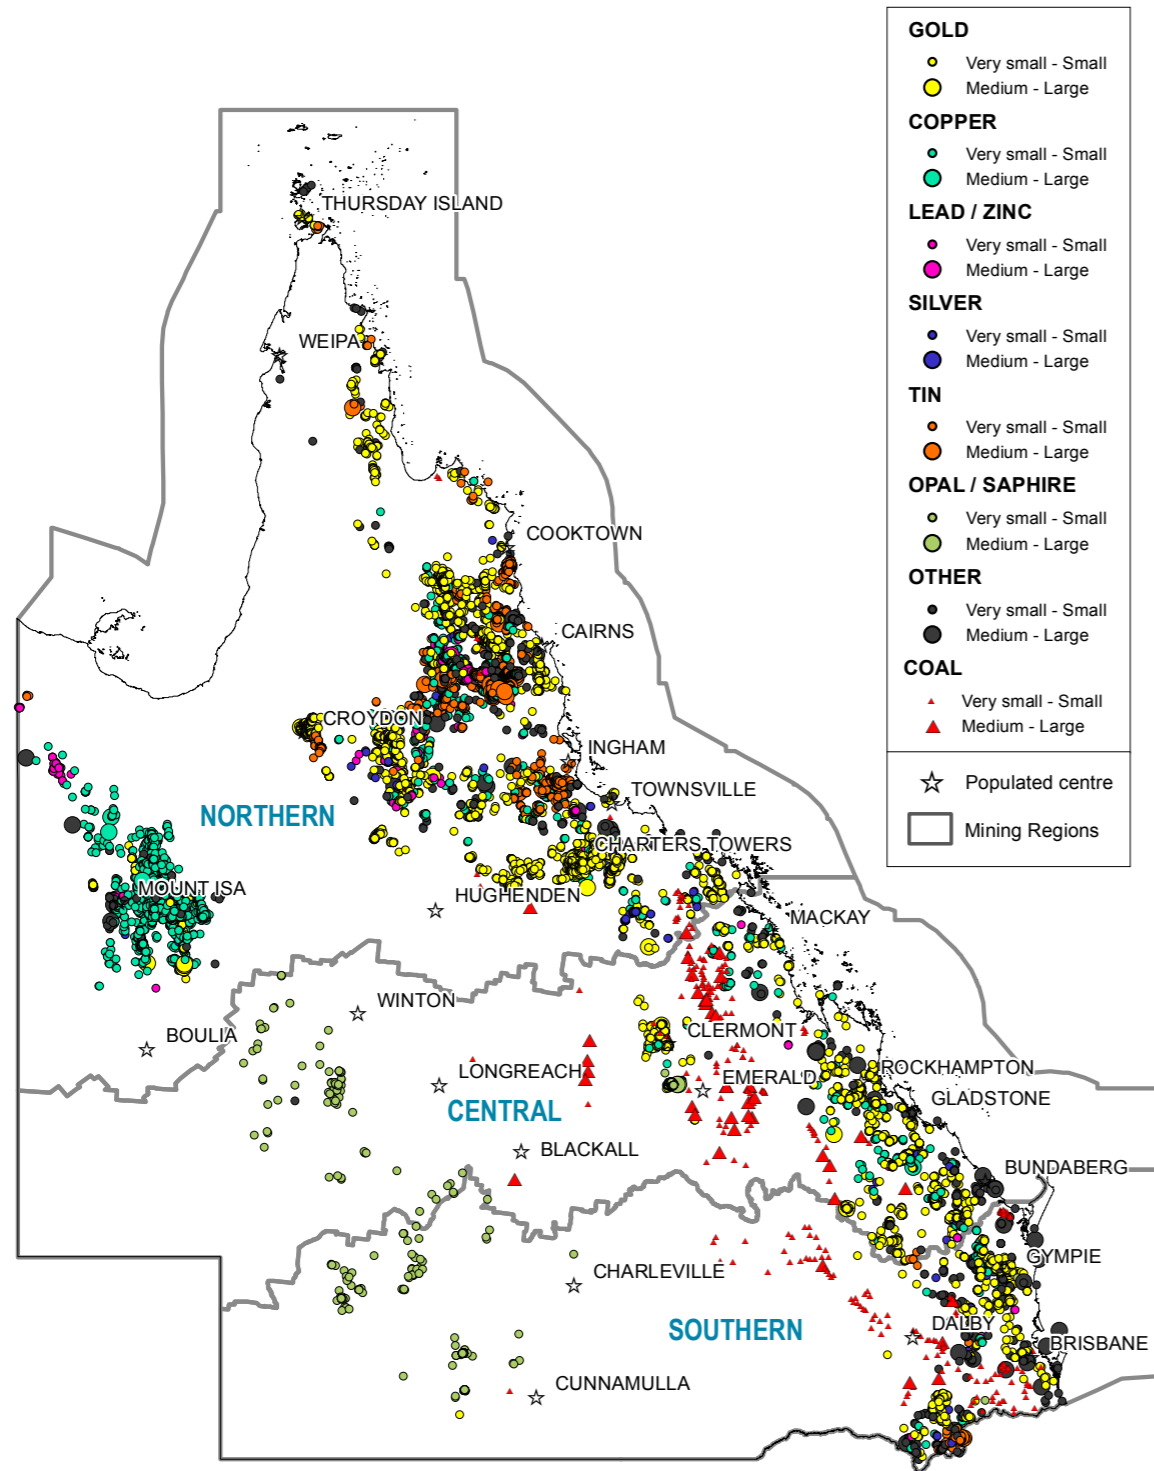 GOLD
Very small - Small
Medium - Large
COPPER
Very small - Small
Medium - Large
LEAD / ZINC
Very small - Small
Medium - Large
SILVER
Very small - Small
Medium - Large
TIN
Very small - Small
Medium - Large
OPAL / SAPHIRE
Very small - Small
Medium - Large
OTHER
Very small - Small
Medium - Large
COAL
Very small - Small
Medium - Large
Populated centre
Mining Regions
THURSDAY ISLAND
WEIPA
COOKTOWN
CAIRNS
CROYDON
INGHAM
TOWNSVILLE
NORTHERN
CHARTERS TOWERS
MOUNT ISA
HUGHENDEN
MACKAY
WINTON
BOULIA
CLERMONT
LONGREACH
EMERALD
ROCKHAMPTON
GLADSTONE
CENTRAL
BLACKALL
BUNDABERG
GYMPIE
CHARLEVILLE
SOUTHERN
DALBY
BRISBANE
CUNNAMULLA